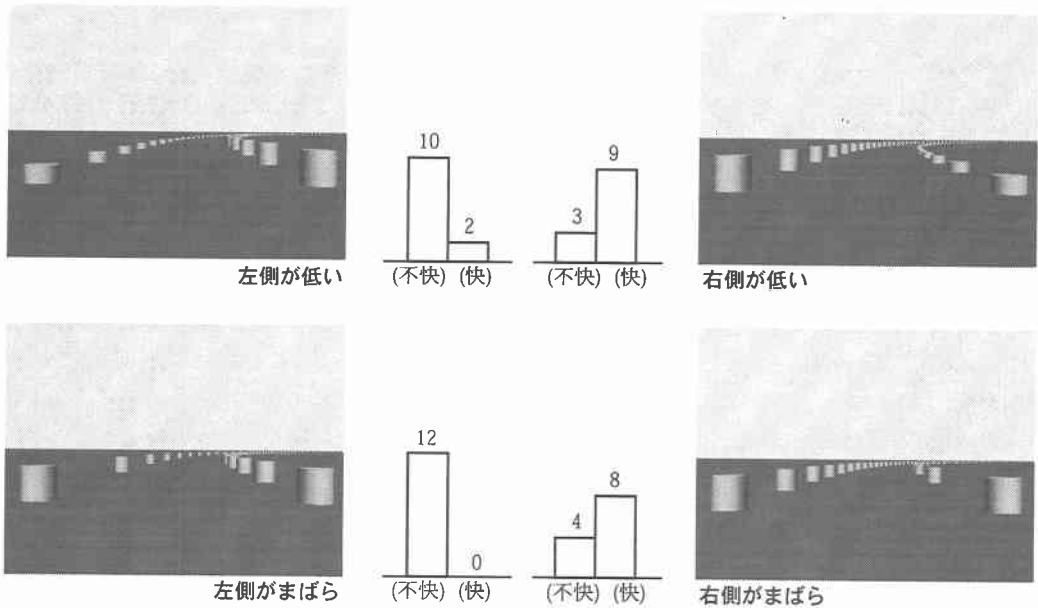 10
2
3
9
(不快) (快)
(不快) (快)
左側が低い
右側が低い
12
0
4
8
(不快) (快)
(不快) (快)
左側がまばら
右側がまばら